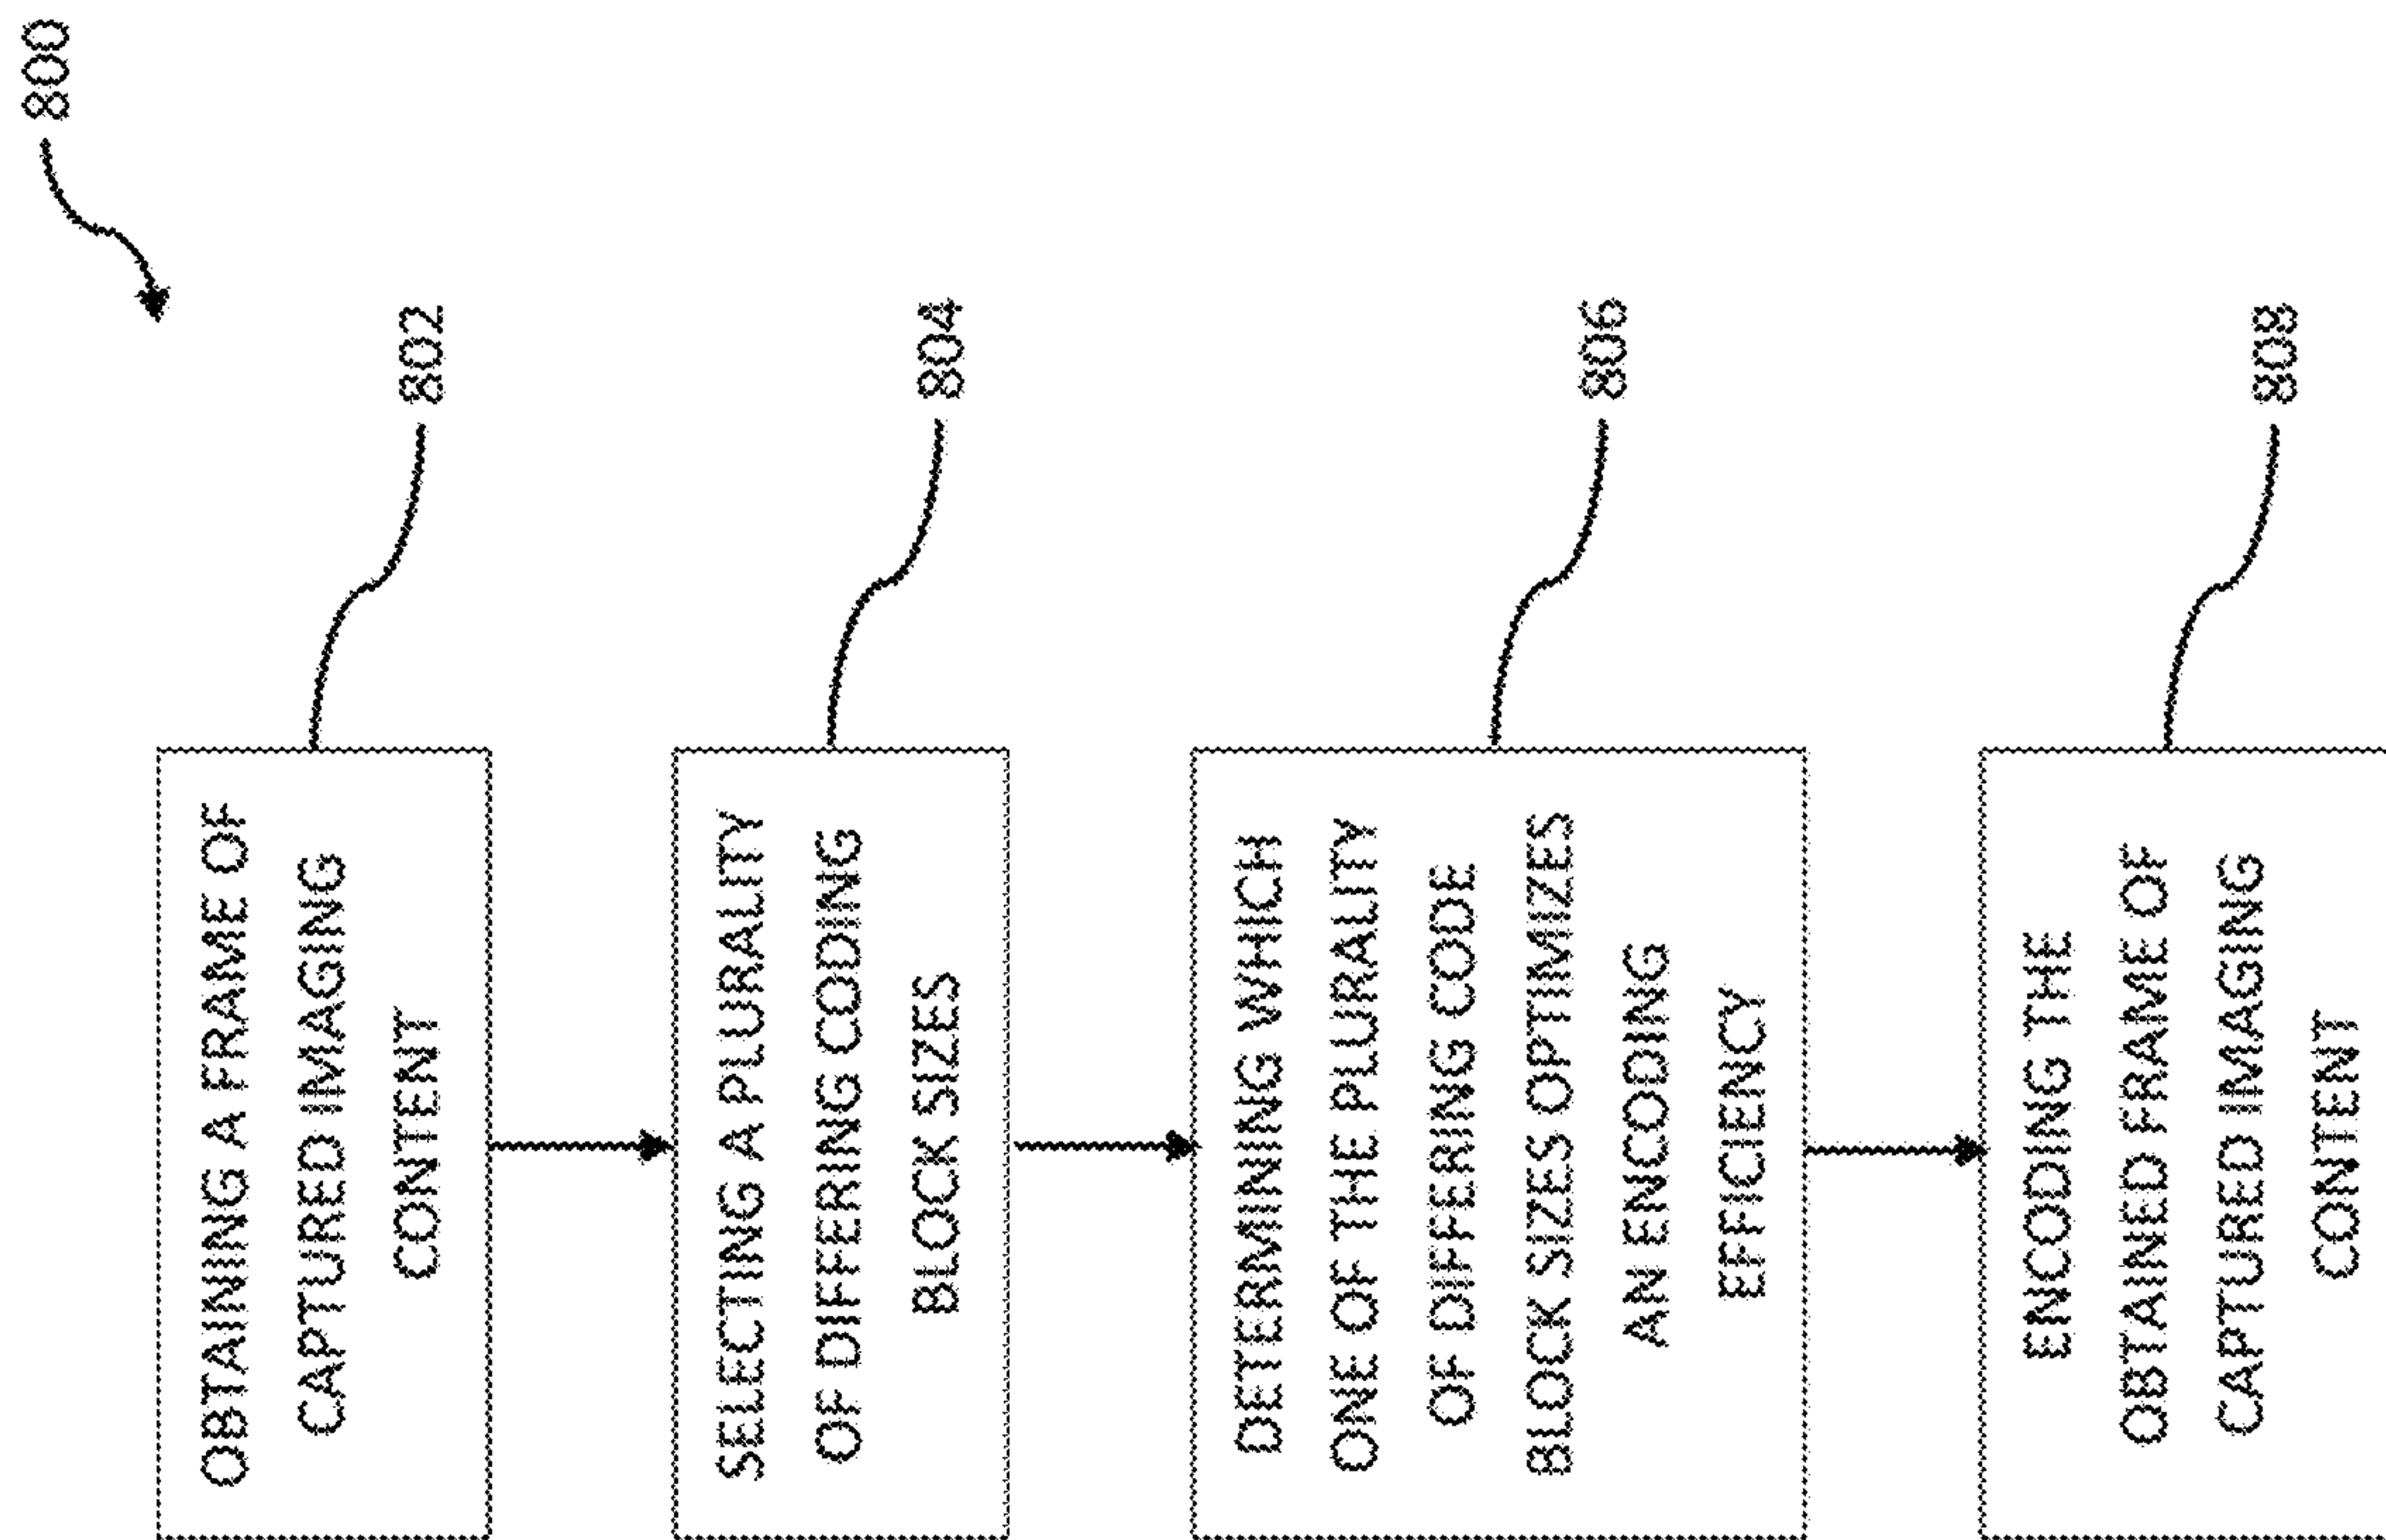 800
OBTAINING A FRAME OF
CAPTURED IMAGING
CONTENT
802
SELECTING A PLURALITY
OF DIFFERING CODING
BLOCK SIZES
804
DETERMINING WHICH
ONE OF THE PLURALITY
OF DIFFERING CODE
BLOCK SIZES OPTIMIZES
AN ENCODING
EFFICIENCY
806
ENCODING THE
OBTAINED FRAME OF
CAPTURED IMAGING
CONTENT
808